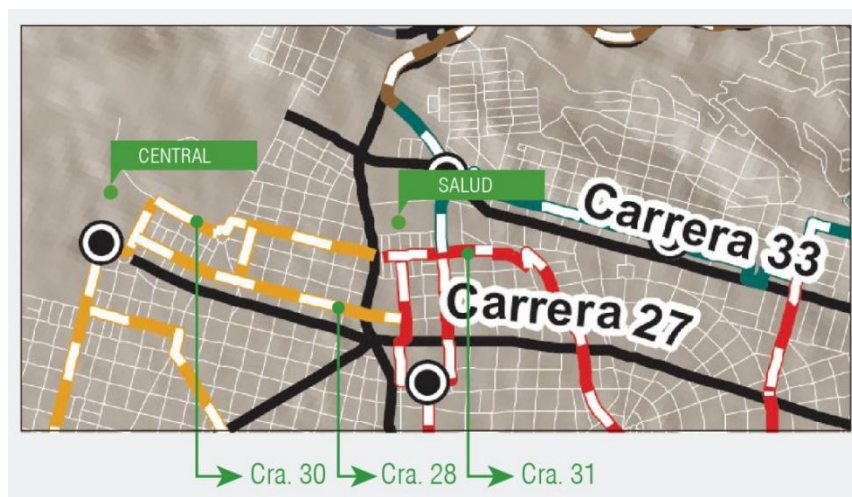 CENTRAL
SALUD
Carrera 33
Carrera 27
Cra. 30
Cra. 28
Cra. 31